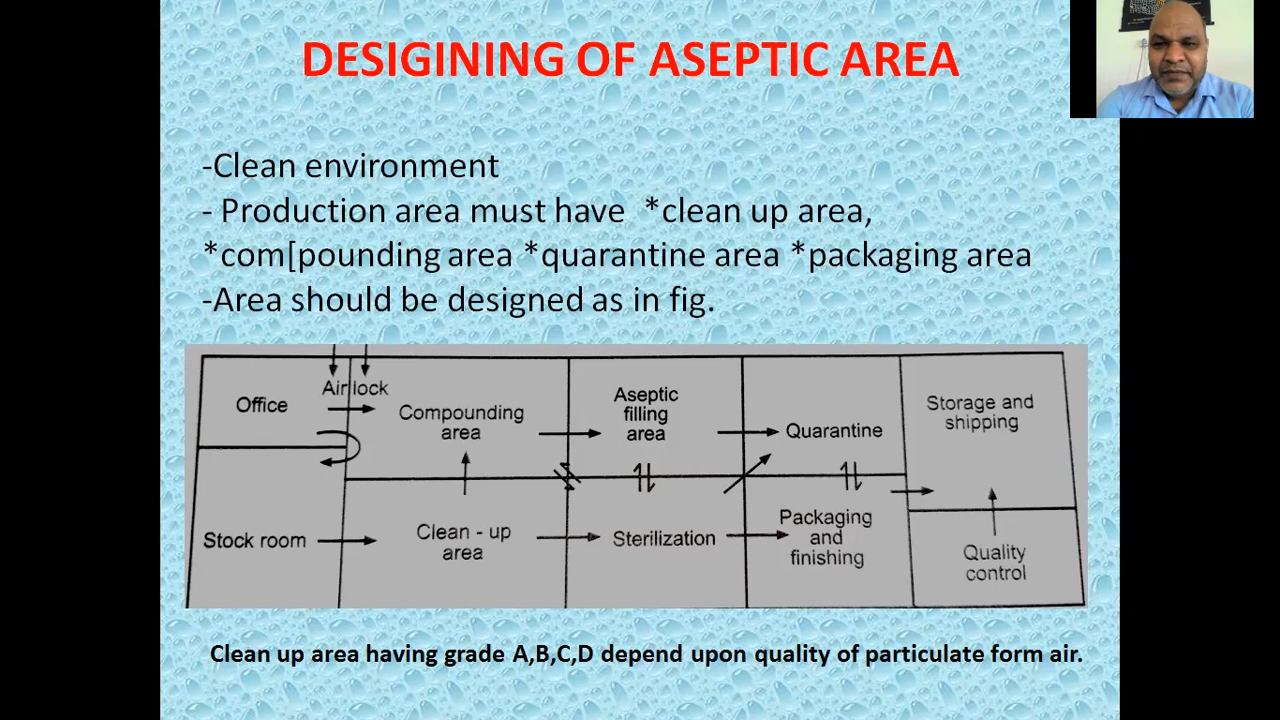 DESIGINING OF ASEPTIC AREA
-Clean environment
- Production area must have *clean up area,
*com[pounding area *quarantine area *packaging area
-Area should be designed as in fig.
Air lock
Office
Compounding
area
Aseptic
filling
area
Quarantine
Storage and
shipping
Stock room
Clean - up
area
Sterilization
Packaging
and
finishing
Quality
control
Clean up area having grade A,B,C,D depend upon quality of particulate form air.